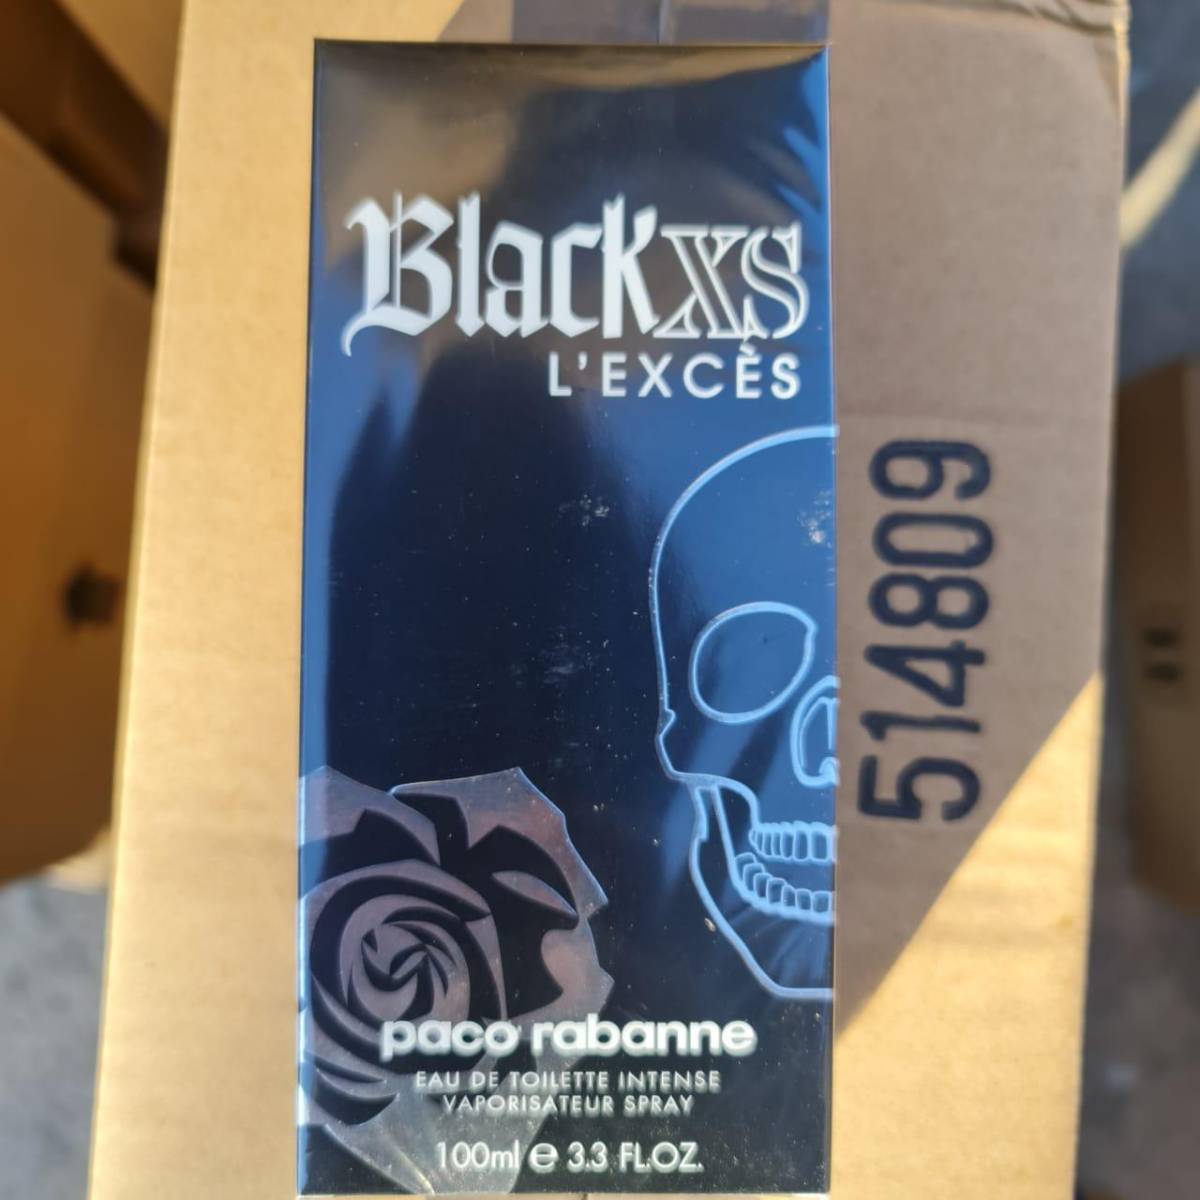 Blackxs
L'EXCÈS
514809
paco rabanne
EAU DE TOILETTE INTENSE
VAPORISATEUR SPRAY
100ml e 3.3 FL.OZ.